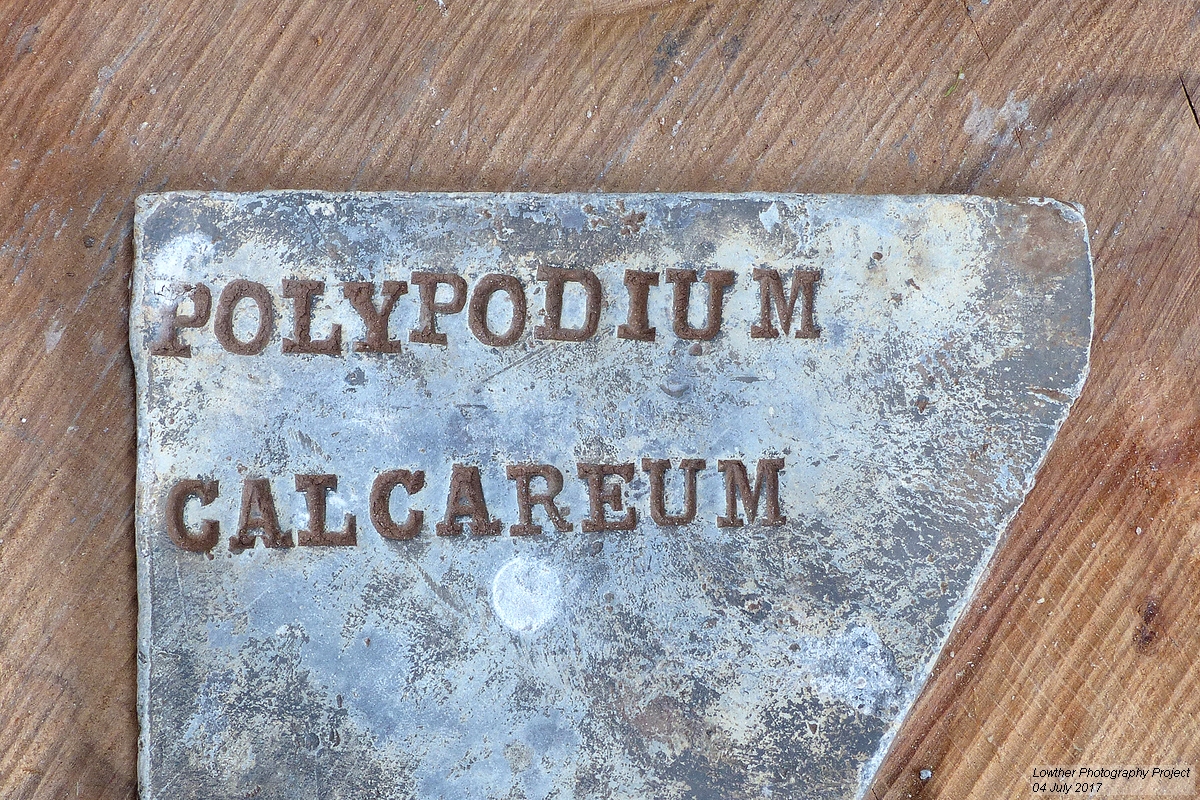 POLYPODIUM
CALCAREUM
Lowther Photography Project
04 July 2017